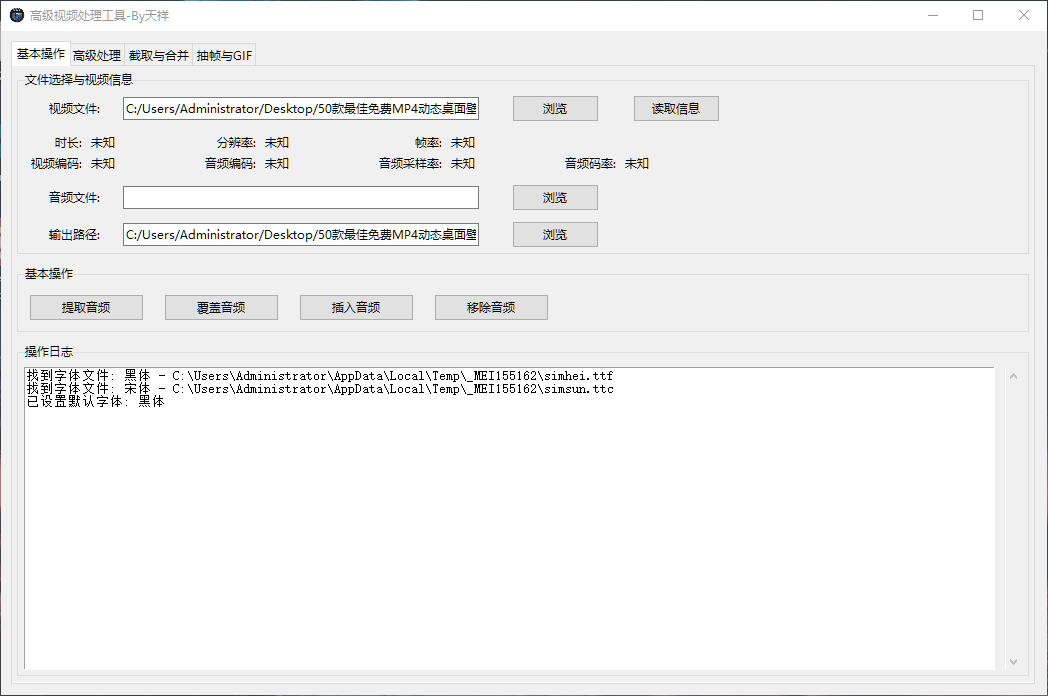 高级视频处理工具-By天祥
基本操作 高级处理 截取与合并 抽帧与GIF
文件选择与视频信息
视频文件: C:/Users/Administrator/Desktop/50款最佳免费MP4动态桌面壁 浏览 读取信息
时长: 未知 分辨率: 未知 帧率: 未知
视频编码: 未知 音频编码: 未知 音频采样率: 未知 音频码率: 未知
音频文件: 浏览
输出路径: C:/Users/Administrator/Desktop/50款最佳免费MP4动态桌面壁 浏览
基本操作
提取音频 覆盖音频 插入音频 移除音频
操作日志
找到字体文件: 黑体 - C:\Users\Administrator\AppData\Local\Temp\_MEI155162\simhei.ttf
找到字体文件: 宋体 - C:\Users\Administrator\AppData\Local\Temp\_MEI155162\simsun.ttc
已设置默认字体: 黑体